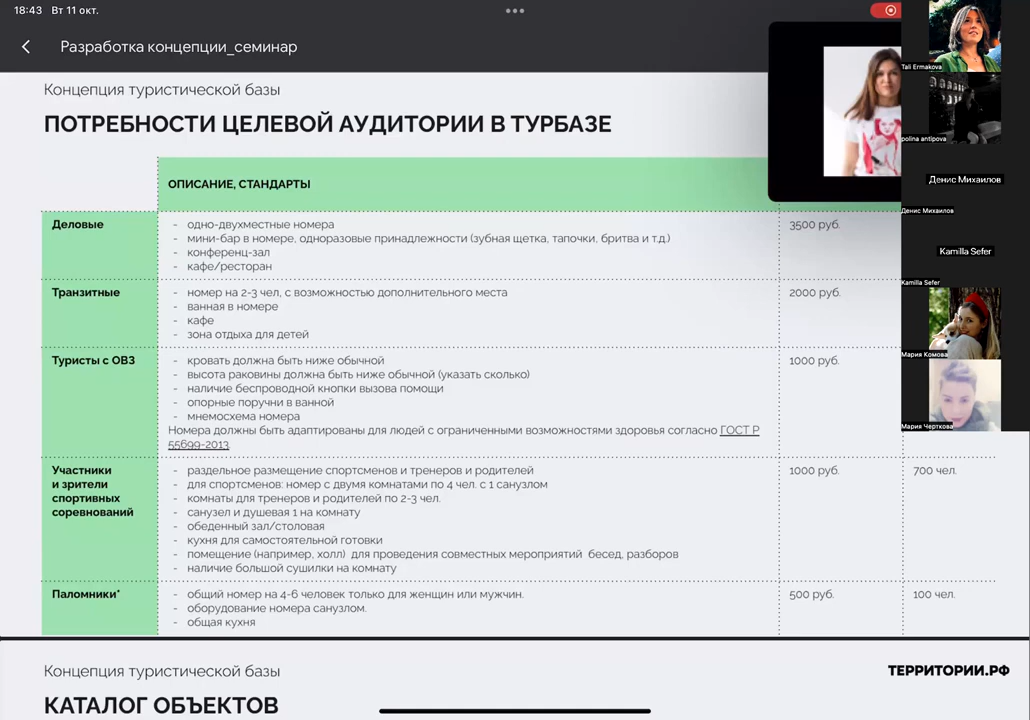 18:43 Вт 11 окт.
Разработка концепции_семинар
Концепция туристической базы
ПОТРЕБНОСТИ ЦЕЛЕВОЙ АУДИТОРИИ В ТУРБАЗЕ
ОПИСАНИЕ, СТАНДАРТЫ
Деловые
- одно-двухместные номера
- мини-бар в номере, одноразовые принадлежности (зубная щетка, тапочки, бритва и т.д.)
- конференц-зал
- кафе/ресторан
3500 руб.
Транзитные
- номер на 2-3 чел, с возможностью дополнительного места
- ванная в номере
- кафе
- зона отдыха для детей
2000 руб.
Туристы с ОВЗ
- кровать должна быть ниже обычной
- высота раковины должна быть ниже обычной (указать сколько)
- наличие беспроводной кнопки вызова помощи
- опорные поручни в ванной
- мнемосхема номера
Номера должны быть адаптированы для людей с ограниченными возможностями здоровья согласно ГОСТ Р
55699-2013.
1000 руб.
Участники
и зрители
спортивных
соревнований
- раздельное размещение спортсменов и тренеров и родителей
- для спортсменов: номер с двумя комнатами по 4 чел. с 1 санузлом
- комнаты для тренеров и родителей по 2-3 чел.
- санузел и душевая 1 на комнату
- обеденный зал/столовая
- кухня для самостоятельной готовки
- помещение (например, холл) для проведения совместных мероприятий бесед, разборов
- наличие большой сушилки на комнату
1000 руб.
700 чел.
Паломники*
- общий номер на 4-6 человек только для женщин или мужчин.
- оборудование номера санузлом.
- общая кухня
500 руб.
100 чел.
Концепция туристической базы
ТЕРРИТОРИИ.РФ
КАТАЛОГ ОБЪЕКТОВ
Tali Ermakova
polina antipova
Денис Михаилов
Денис Михаилов
Kamilla Sefer
Kamilla Sefer
Мария Комова
Мария Черткова